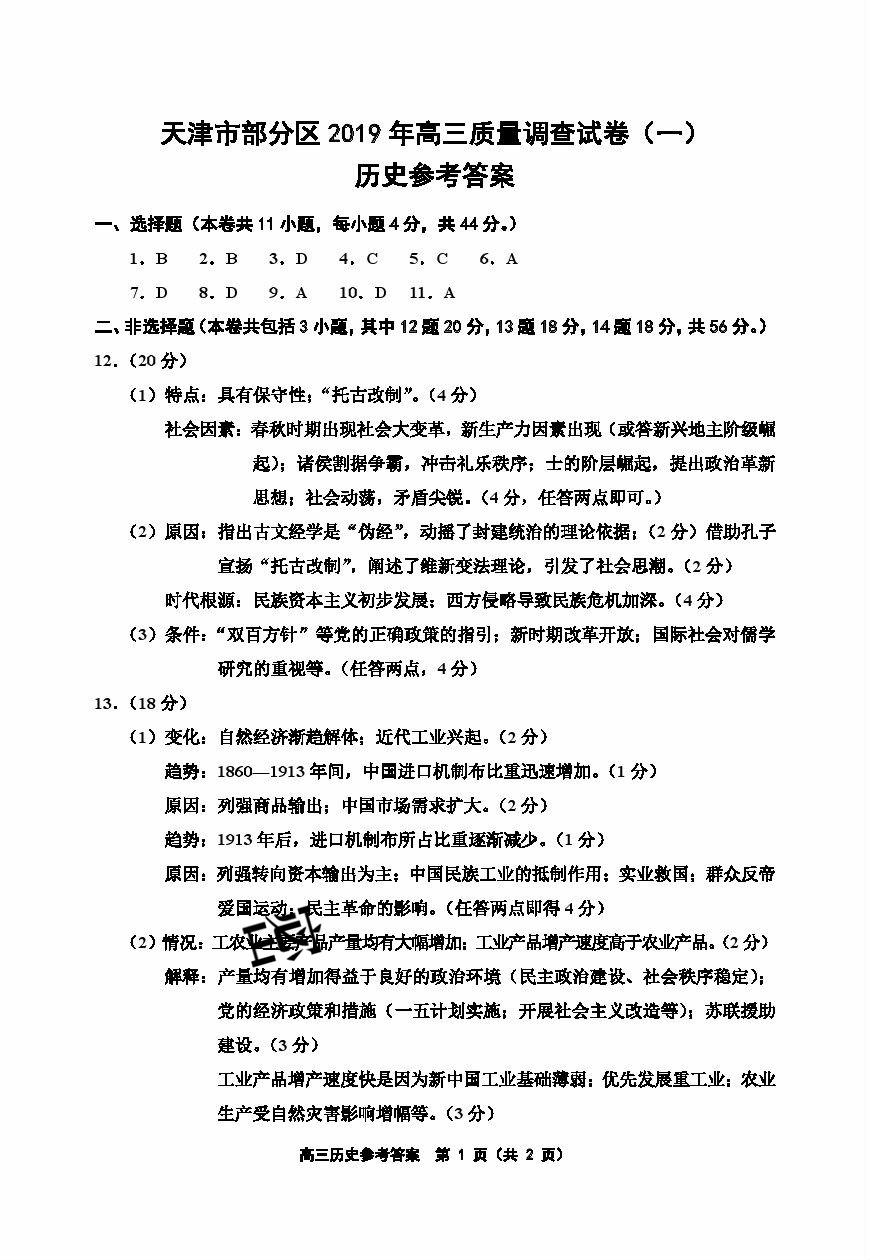 天津市部分区 2019 年高三质量调查试卷（一）
历史参考答案
一、选择题（本卷共 11 小题，每小题 4 分，共 44 分。）
1．B 2．B 3．D 4．C 5．C 6．A
7．D 8．D 9．A 10．D 11．A
二、非选择题（本卷共包括 3 小题，其中 12 题 20 分，13 题 18 分，14 题 18 分，共 56 分。）
12．（20 分）
（1）特点：具有保守性；“托古改制”。（4 分）
社会因素：春秋时期出现社会大变革，新生产力因素出现（或答新兴地主阶级崛
起）；诸侯割据争霸，冲击礼乐秩序；士的阶层崛起，提出政治革新
思想；社会动荡，矛盾尖锐。（4 分，任答两点即可。）
（2）原因：指出古文经学是“伪经”，动摇了封建统治的理论依据；（2 分）借助孔子
宣扬“托古改制”，阐述了维新变法理论，引发了社会思潮。（2 分）
时代根源：民族资本主义初步发展；西方侵略导致民族危机加深。（4 分）
（3）条件：“双百方针”等党的正确政策的指引；新时期改革开放；国际社会对儒学
研究的重视等。（任答两点，4 分）
13．（18 分）
（1）变化：自然经济渐趋解体；近代工业兴起。（2 分）
趋势：1860—1913 年间，中国进口机制布比重迅速增加。（1 分）
原因：列强商品输出；中国市场需求扩大。（2 分）
趋势：1913 年后，进口机制布所占比重逐渐减少。（1 分）
原因：列强转向资本输出为主；中国民族工业的抵制作用；实业救国；群众反帝
爱国运动；民主革命的影响。（任答两点即得 4 分）
（2）情况：工农业主要产品产量均有大幅增加；工业产品增产速度高于农业产品。（2 分）
解释：产量均有增加得益于良好的政治环境（民主政治建设、社会秩序稳定）；
党的经济政策和措施（一五计划实施；开展社会主义改造等）；苏联援助
建设。（3 分）
工业产品增产速度快是因为新中国工业基础薄弱；优先发展重工业；农业
生产受自然灾害影响增幅等。（3 分）
高三历史参考答案 第 1 页（共 2 页）